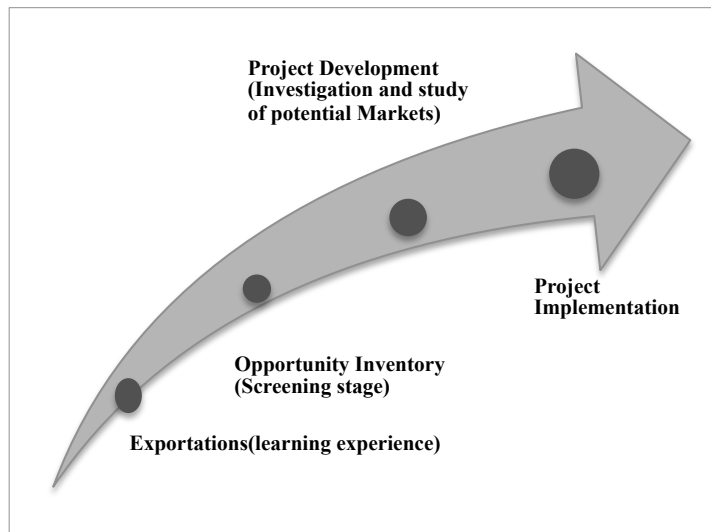 Project Development
(Investigation and study
of potential Markets)
Project
Implementation
Opportunity Inventory
(Screening stage)
Exportations(learning experience)